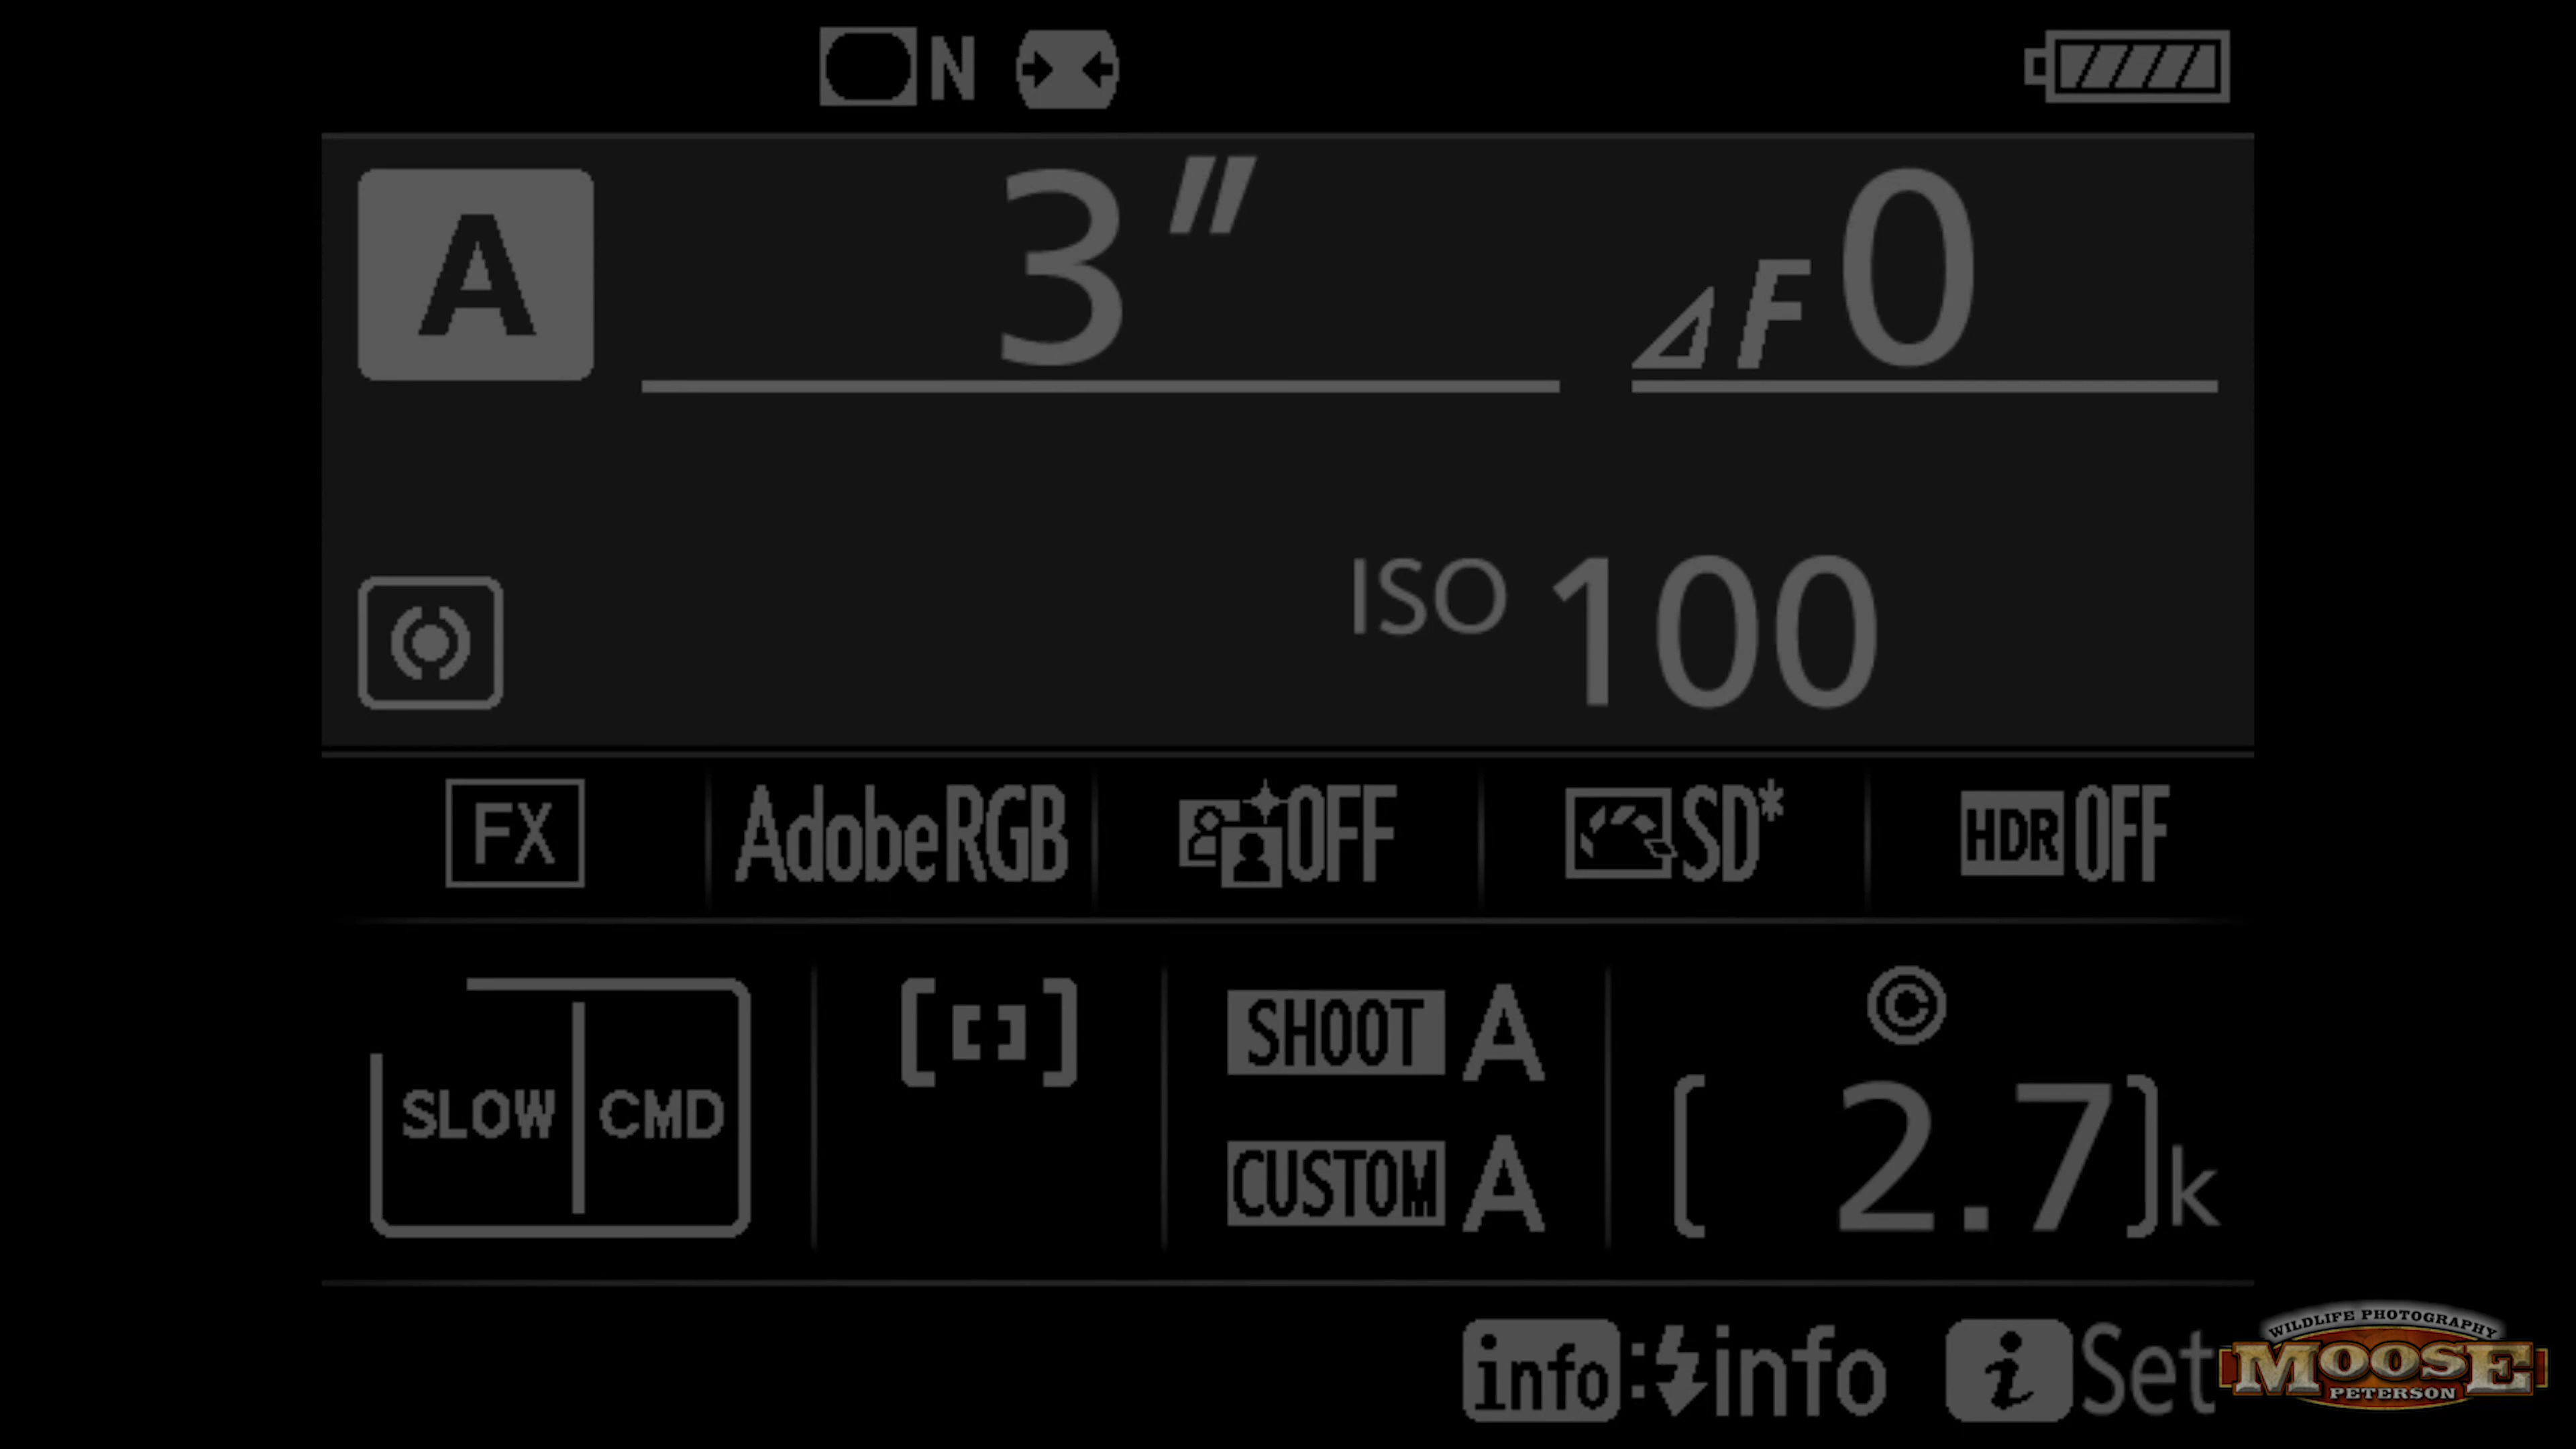 N
A 3" F0
ISO 100
FX AdobeRGB OFF SD* HDR OFF
SHOOT A
©
SLOW CMD
CUSTOM A
[ 2.7]k
info:info i Set
WILDLIFE PHOTOGRAPHY
MOOSE
PETERSON